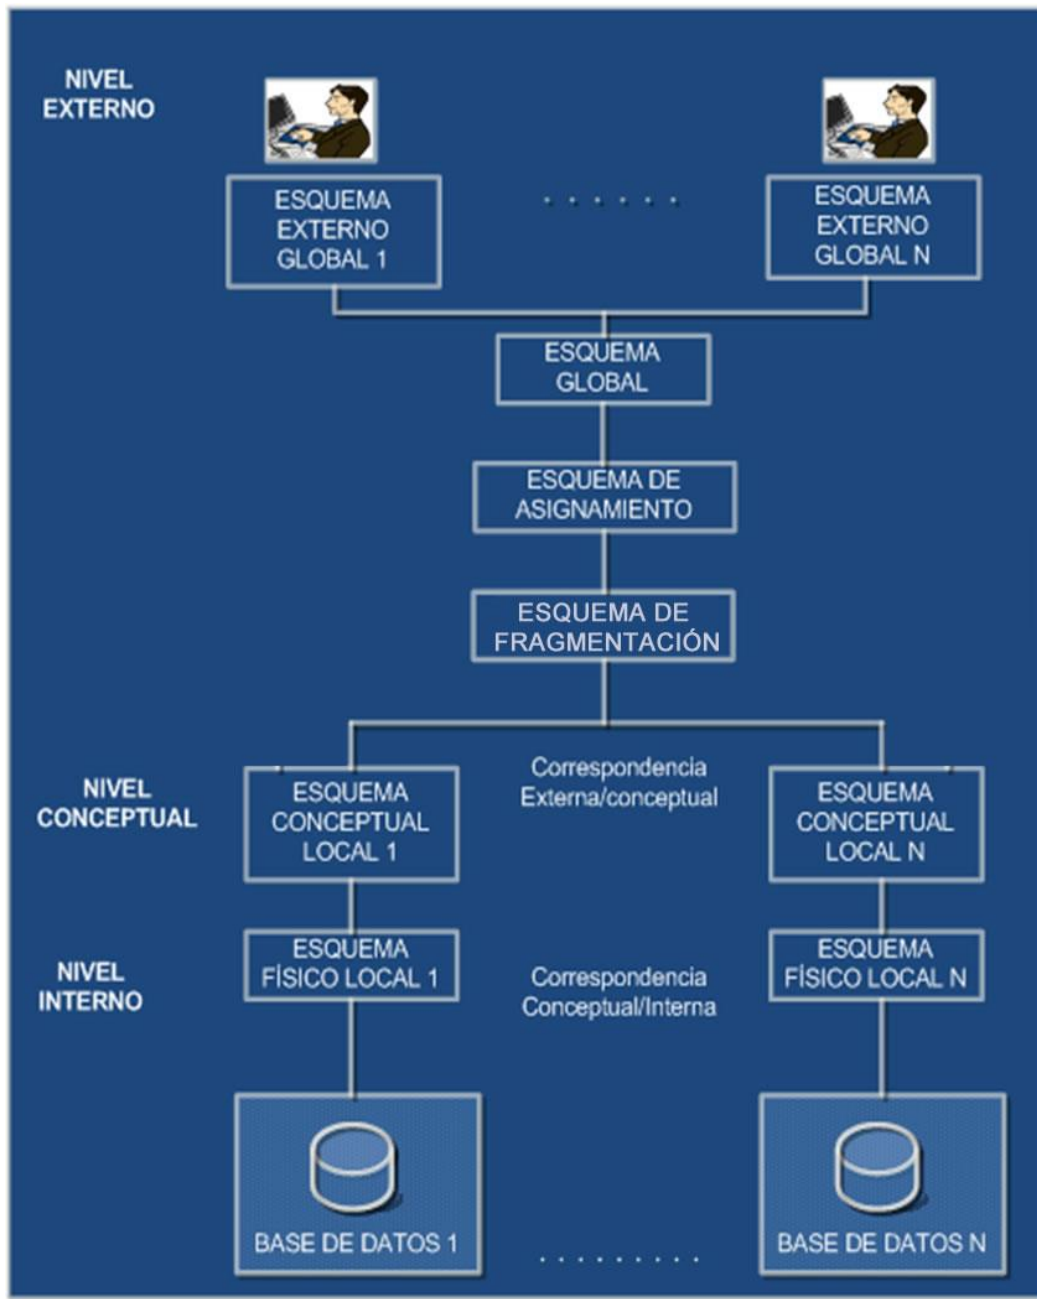 NIVEL
EXTERNO
ESQUEMA
EXTERNO
GLOBAL 1
. . . . . .
ESQUEMA
EXTERNO
GLOBAL N
ESQUEMA
GLOBAL
ESQUEMA DE
ASIGNAMIENTO
ESQUEMA DE
FRAGMENTACIÓN
NIVEL
CONCEPTUAL
ESQUEMA
CONCEPTUAL
LOCAL 1
Correspondencia
Externa/conceptual
ESQUEMA
CONCEPTUAL
LOCAL N
NIVEL
INTERNO
ESQUEMA
FÍSICO LOCAL 1
Correspondencia
Conceptual/Interna
ESQUEMA
FÍSICO LOCAL N
BASE DE DATOS 1
. . . . . . . . .
BASE DE DATOS N